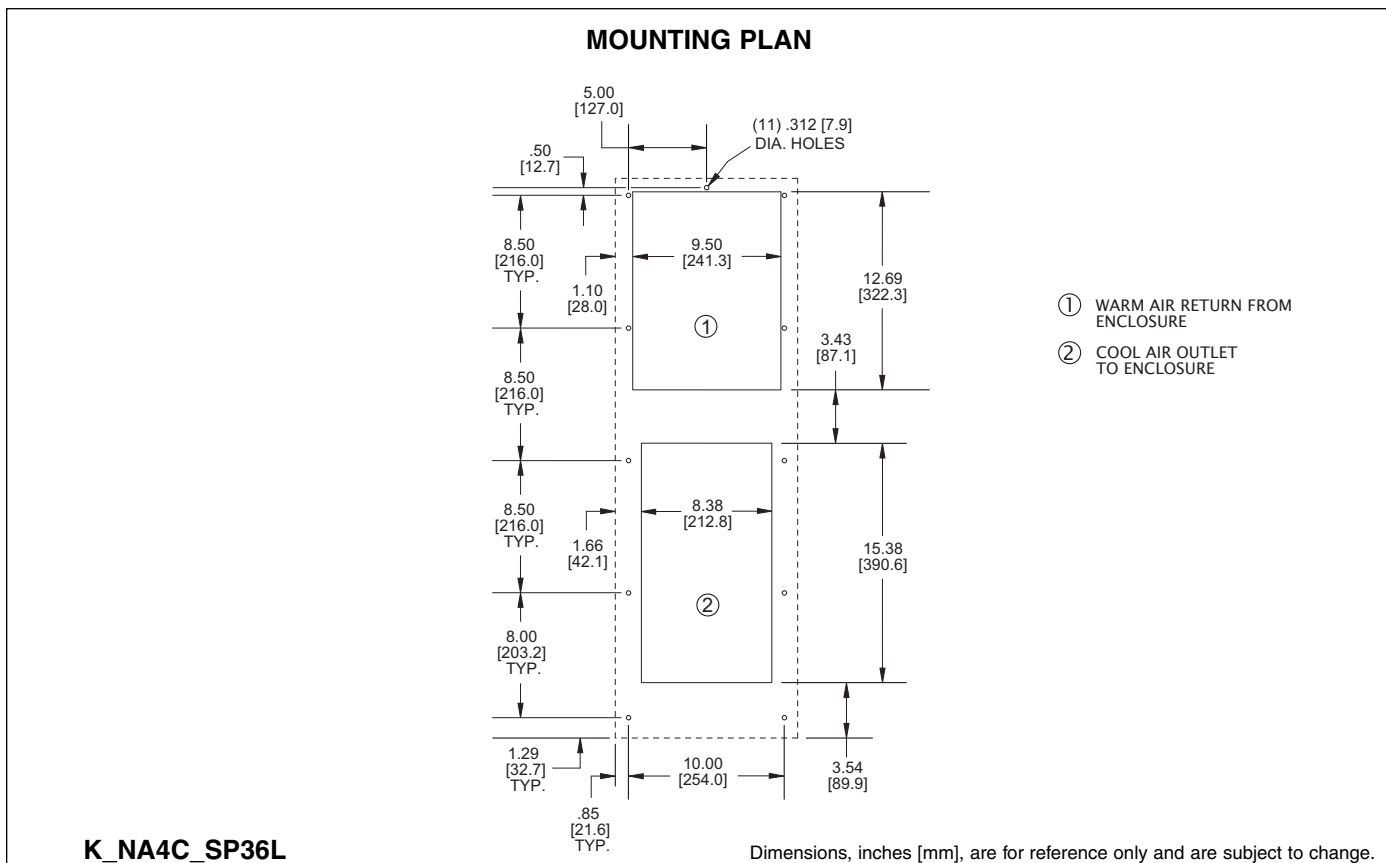 MOUNTING PLAN
5.00
[127.0]
(11) .312 [7.9]
DIA. HOLES
.50
[12.7]
8.50
[216.0]
TYP.
9.50
[241.3]
1.10
[28.0]
12.69
[322.3]
1
3.43
[87.1]
1 WARM AIR RETURN FROM
ENCLOSURE
2 COOL AIR OUTLET
TO ENCLOSURE
8.50
[216.0]
TYP.
8.50
[216.0]
TYP.
8.38
[212.8]
1.66
[42.1]
15.38
[390.6]
2
8.00
[203.2]
TYP.
1.29
[32.7]
TYP.
10.00
[254.0]
3.54
[89.9]
.85
[21.6]
TYP.
K_NA4C_SP36L
Dimensions, inches [mm], are for reference only and are subject to change.